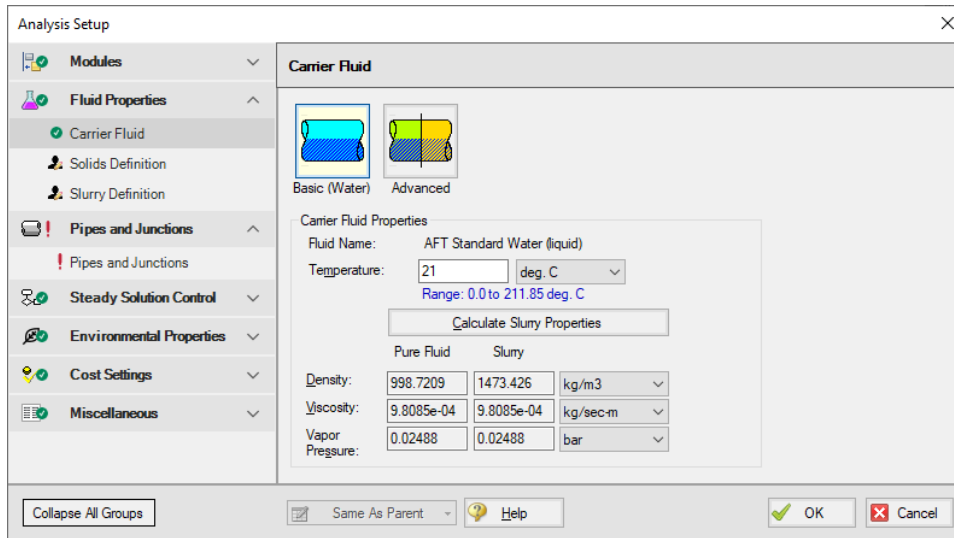 Analysis Setup
Modules
Fluid Properties
Carrier Fluid
Solids Definition
Slurry Definition
Pipes and Junctions
Pipes and Junctions
Steady Solution Control
Environmental Properties
Cost Settings
Miscellaneous
Collapse All Groups
Carrier Fluid
Basic (Water) Advanced
Carrier Fluid Properties
Fluid Name: AFT Standard Water (liquid)
Temperature: 21 deg. C
Range: 0.0 to 211.85 deg. C
Calculate Slurry Properties
Pure Fluid Slurry
Density: 998.7209 1473.426 kg/m3
Viscosity: 9.8085e-04 9.8085e-04 kg/sec-m
Vapor
Pressure: 0.02488 0.02488 bar
Same As Parent Help OK Cancel